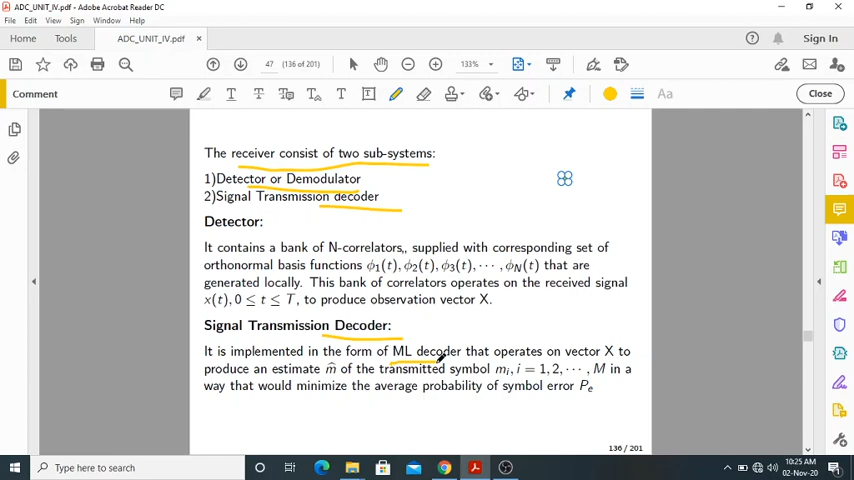 ADC_UNIT_IV.pdf - Adobe Acrobat Reader DC
File Edit View Sign Window Help
Home Tools ADC_UNIT_IV.pdf × Sign In
47 (136 of 201) 133%
Comment Close
The receiver consist of two sub-systems:
1)Detector or Demodulator
2)Signal Transmission decoder
Detector:
It contains a bank of N-correlators,, supplied with corresponding set of
orthonormal basis functions ϕ₁(t), ϕ₂(t), ϕ₃(t), ⋯ , ϕ_N(t) that are
generated locally. This bank of correlators operates on the received signal
x(t), 0 ≤ t ≤ T, to produce observation vector X.
Signal Transmission Decoder:
It is implemented in the form of ML decoder that operates on vector X to
produce an estimate m̂ of the transmitted symbol mᵢ, i = 1, 2, ⋯ , M in a
way that would minimize the average probability of symbol error Pₑ
136 / 201
Type here to search
10:25 AM
02-Nov-20